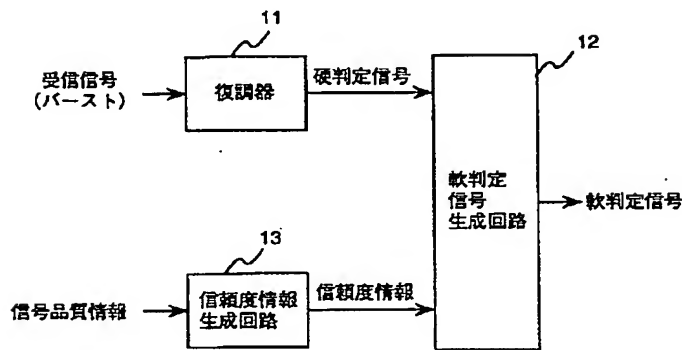 11
受信信号
(バースト)
復調器
硬判定信号
12
軟判定
信号
生成回路
軟判定信号
13
信号品質情報
信頼度情報
生成回路
信頼度情報